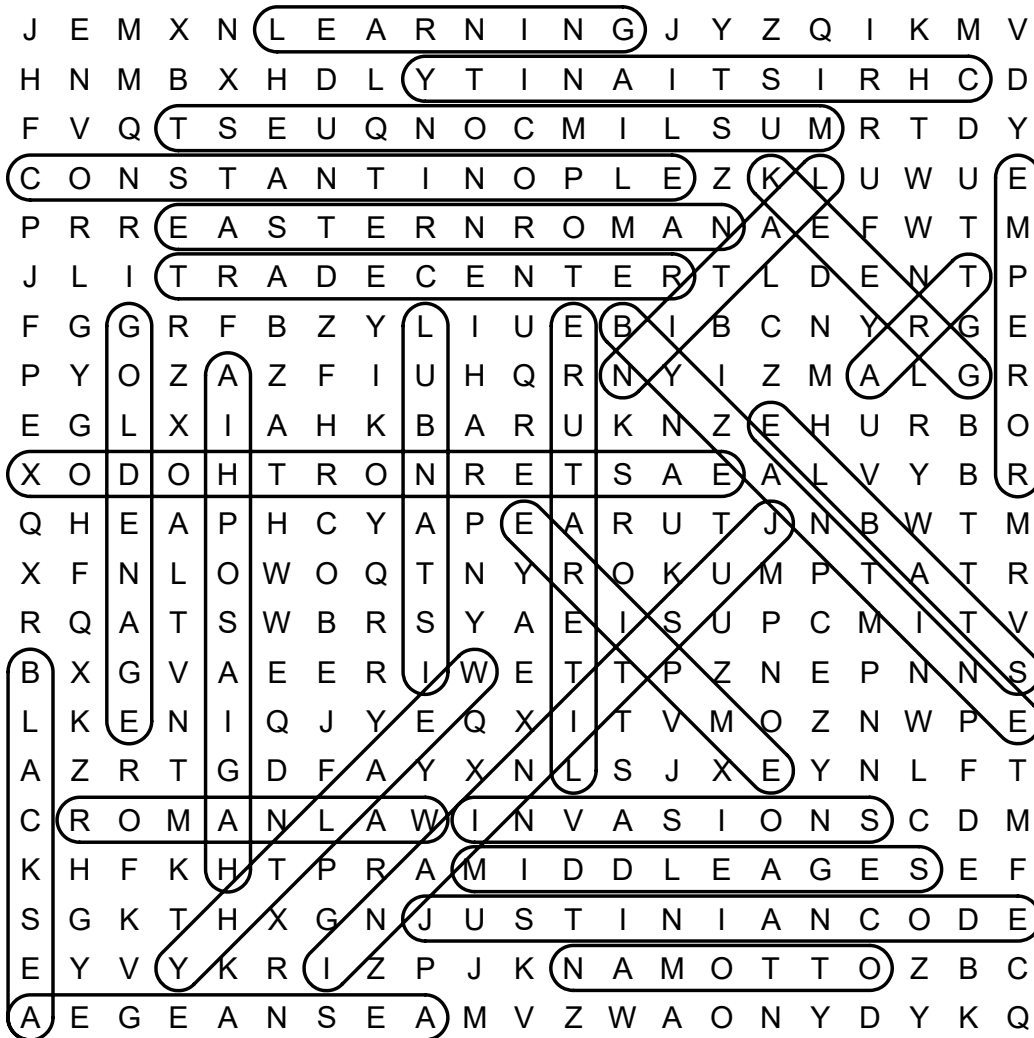 J E M X N L E A R N I N G J Y Z Q I K M V
H N M B X H D L Y T I N A I T S I R H C D
F V Q T S E U Q N O C M I L S U M R T D Y
C O N S T A N T I N O P L E Z K L U W U E
P R R E A S T E R N R O M A N A E F W T M
J L I T R A D E C E N T E R T L D E N T P
F G G R F B Z Y L I U E B I B C N Y R G E
P Y O Z A Z F I U H Q R N Y I Z M A L G R
E G L X I A H K B A R U K N Z E H U R B O
X O D O H T R O N R E T S A E A L V Y B R
Q H E A P H C Y A P E A R U T J N B W T M
X F N L O W O Q T N Y R O K U M P T A T R
R Q A T S W B R S Y A E I S U P C M I T V
B X G V A E E R I W E T T P Z N E P N N S
L K E N I Q J Y E Q X I T V M O Z N W P E
A Z R T G D F A Y X N L S J X E Y N L F T
C R O M A N L A W I N V A S I O N S C D M
K H F K H T P R A M I D D L E A G E S E F
S G K T H X G N J U S T I N I A N C O D E
E Y V Y K R I Z P J K N A M O T T O Z B C
A E G E A N S E A M V Z W A O N Y D Y K Q